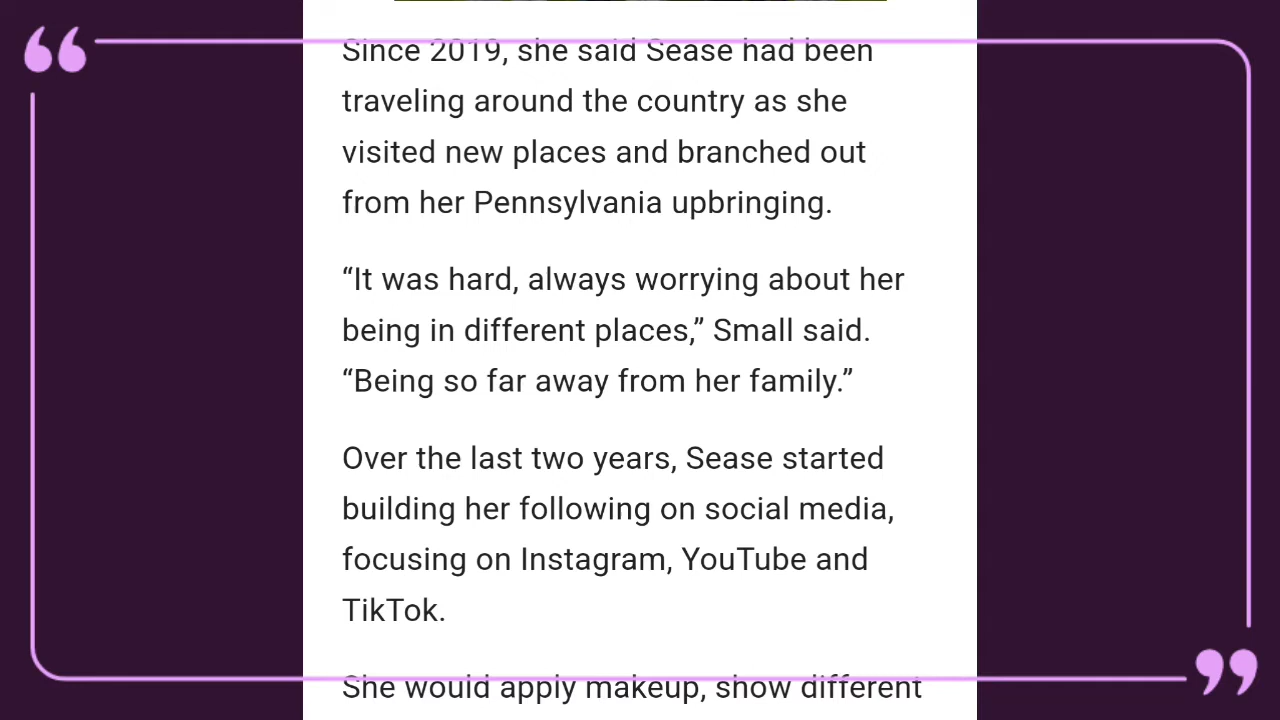 Since 2019, she said Sease had been
traveling around the country as she
visited new places and branched out
from her Pennsylvania upbringing.
“It was hard, always worrying about her
being in different places,” Small said.
“Being so far away from her family.”
Over the last two years, Sease started
building her following on social media,
focusing on Instagram, YouTube and
TikTok.
She would apply makeup, show different